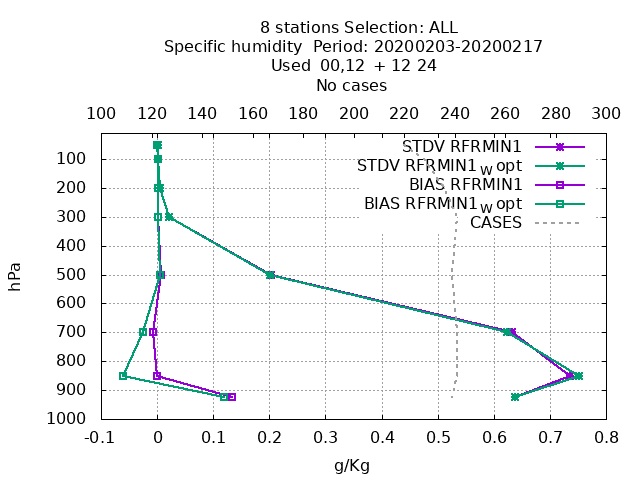 8 stations Selection: ALL
Specific humidity  Period: 20200203-20200217
Used  00,12  + 12 24
No cases
100 120 140 160 180 200 220 240 260 280 300
STDV RFRMIN1
STDV RFRMIN1W opt
BIAS RFRMIN1
BIAS RFRMIN1W opt
CASES
100
200
300
400
500
600
700
800
900
1000
hPa
-0.1 0 0.1 0.2 0.3 0.4 0.5 0.6 0.7 0.8
g/Kg